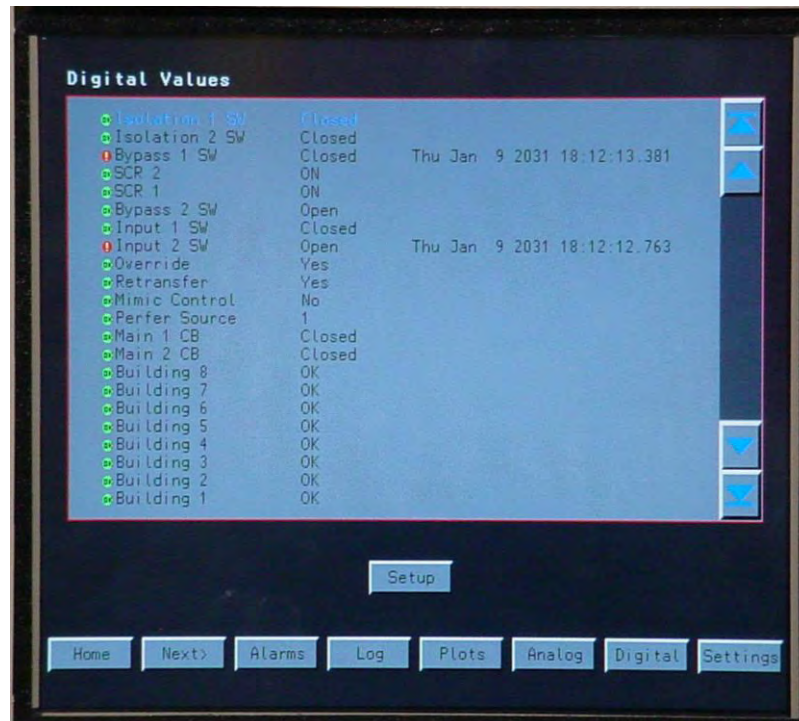 Digital Values
Isolation 1 SW Closed
Isolation 2 SW Closed
Bypass 1 SW Closed Thu Jan 9 2031 18:12:13.381
SCR 2 ON
SCR 1 ON
Bypass 2 SW Open
Input 1 SW Closed
Input 2 SW Open Thu Jan 9 2031 18:12:12.763
Override Yes
Retransfer Yes
Mimic Control No
Perfer Source 1
Main 1 CB Closed
Main 2 CB Closed
Building 8 OK
Building 7 OK
Building 6 OK
Building 5 OK
Building 4 OK
Building 3 OK
Building 2 OK
Building 1 OK
Setup
Home Next> Alarms Log Plots Analog Digital Settings